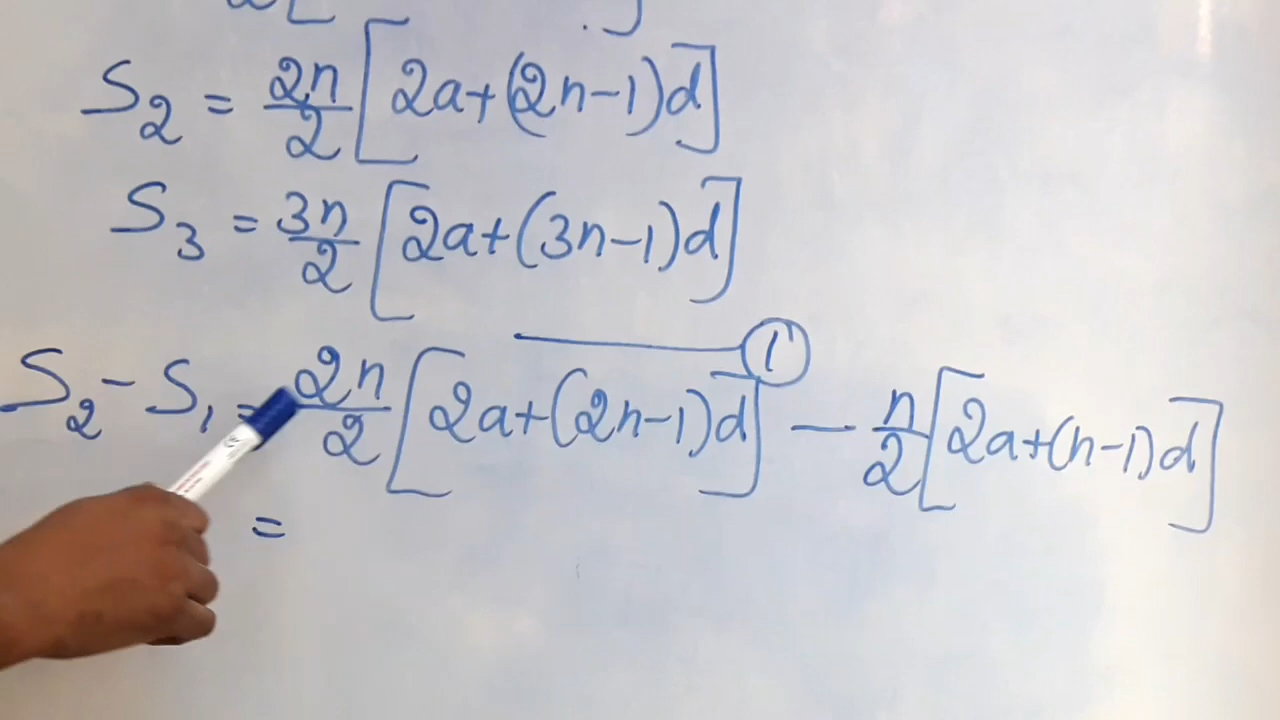 S₂ = 2n/2 [2a+(2n-1)d]
S₃ = 3n/2 [2a+(3n-1)d]
①
S₂ - S₁ = 2n/2 [2a+(2n-1)d] - n/2 [2a+(n-1)d]
=